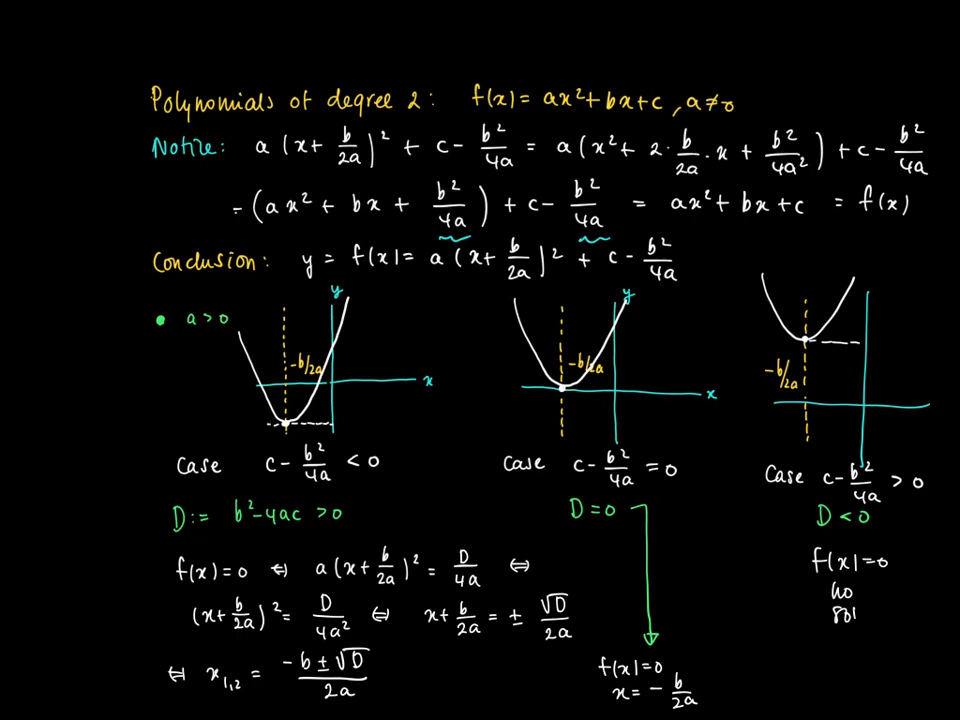 Polynomials of degree 2: f(x) = ax² + bx + c, a ≠ 0
Notice: a (x + b/2a)² + c - b²/4a = a(x² + 2 · b/2a · x + b²/4a²) + c - b²/4a
= (ax² + bx + b²/4a) + c - b²/4a = ax² + bx + c = f(x)
Conclusion: y = f(x) = a(x + b/2a)² + c - b²/4a
• a > 0
y
-b/2a
x
Case c - b²/4a < 0
D := b² - 4ac > 0
f(x) = 0 ⇔ a(x + b/2a)² = D/4a ⇔
(x + b/2a)² = D/4a² ⇔ x + b/2a = ± √D/2a
⇔ x₁,₂ = -b ± √D / 2a
y
-b/2a
x
Case c - b²/4a = 0
D = 0
f(x) = 0
x = - b/2a
-b/2a
Case c - b²/4a > 0
D < 0
f(x) = 0
no
sol